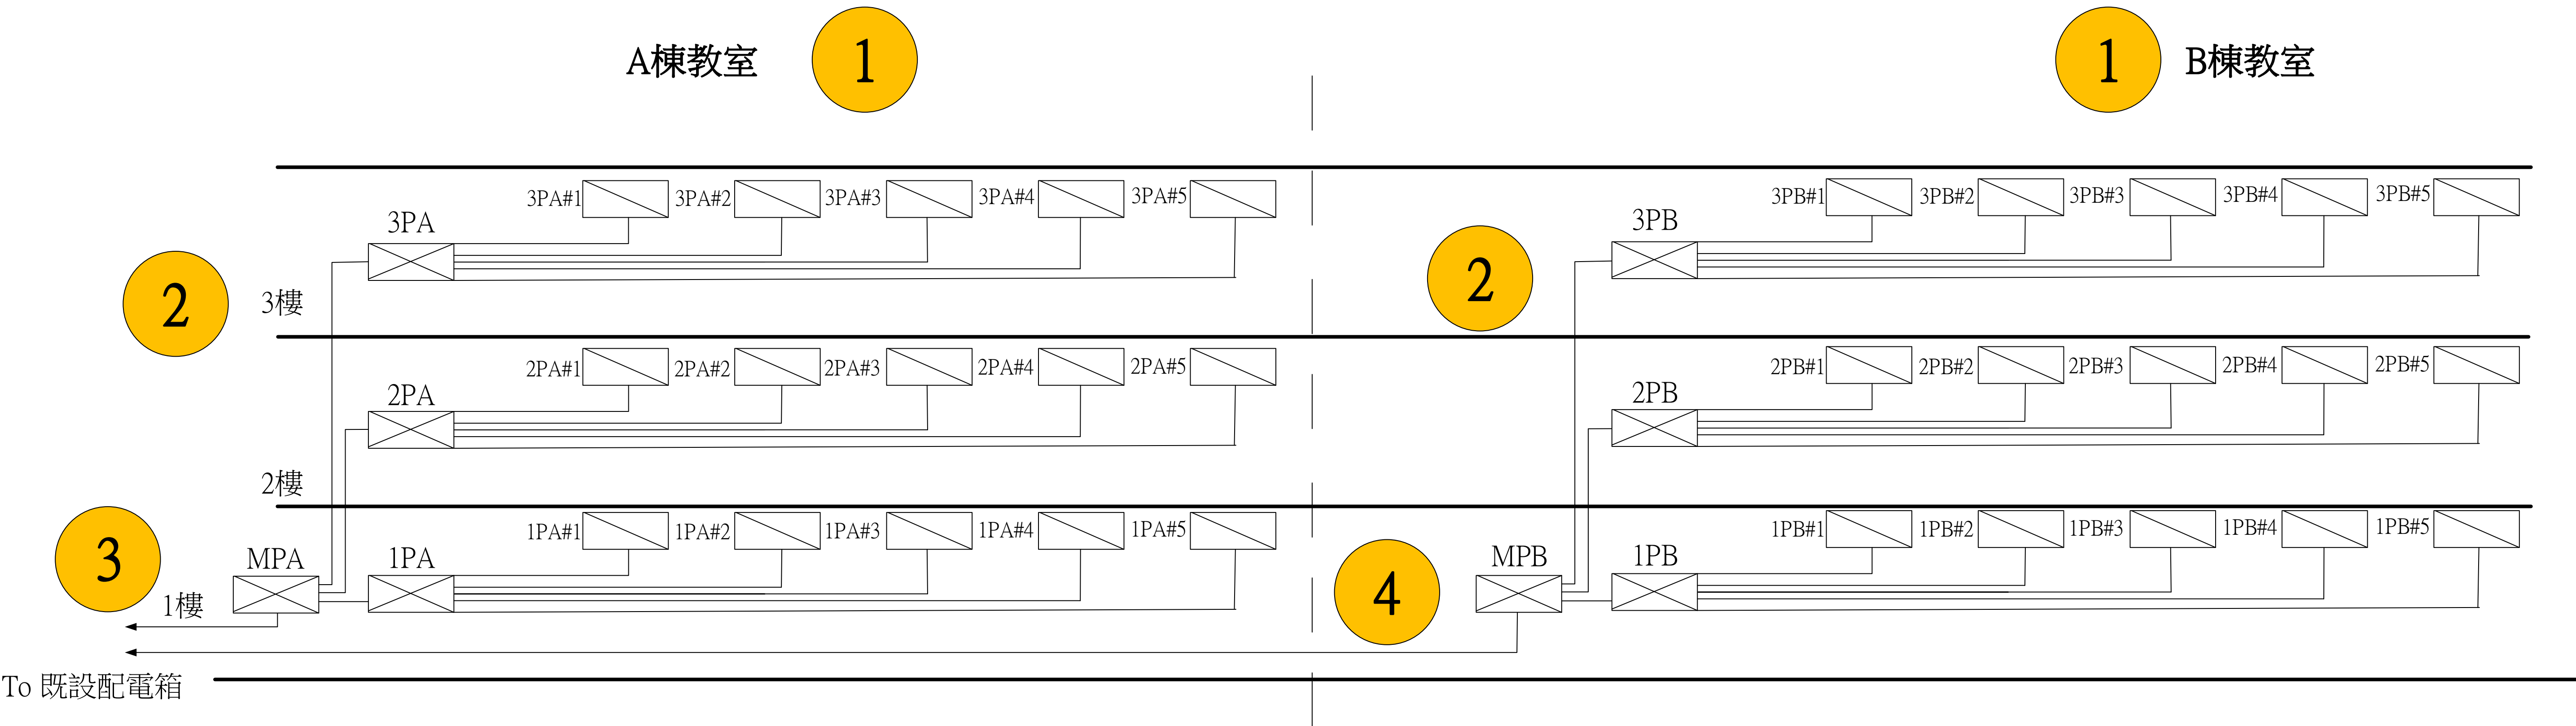 A棟教室 1
1 B棟教室
3PA#1 3PA#2 3PA#3 3PA#4 3PA#5
3PA
2
3樓
3PB#1 3PB#2 3PB#3 3PB#4 3PB#5
3PB
2
2PA#1 2PA#2 2PA#3 2PA#4 2PA#5
2PA
2樓
2PB#1 2PB#2 2PB#3 2PB#4 2PB#5
2PB
1PA#1 1PA#2 1PA#3 1PA#4 1PA#5
3
MPA 1PA
1樓
1PB#1 1PB#2 1PB#3 1PB#4 1PB#5
4
MPB 1PB
To 既設配電箱